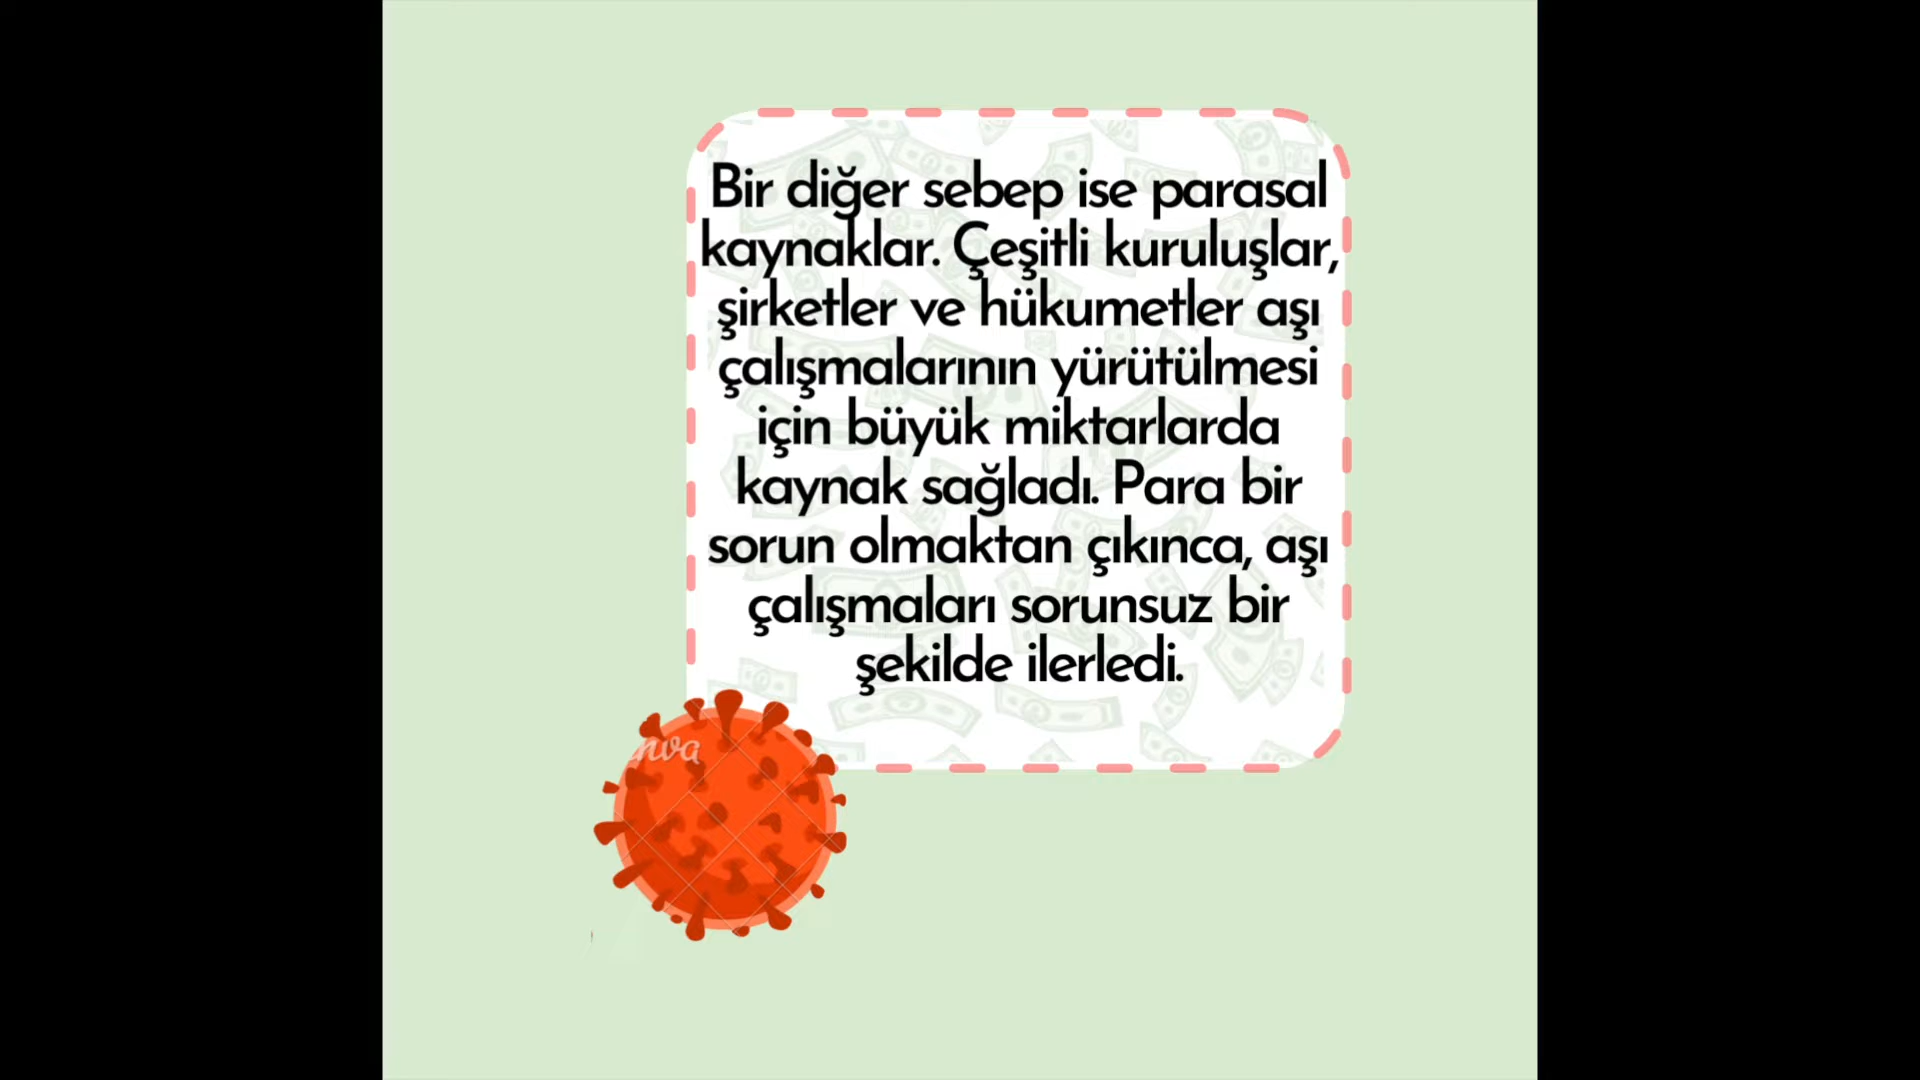 Bir diğer sebep ise parasal
kaynaklar. Çeşitli kuruluşlar,
şirketler ve hükumetler aşı
çalışmalarının yürütülmesi
için büyük miktarlarda
kaynak sağladı. Para bir
sorun olmaktan çıkınca, aşı
çalışmaları sorunsuz bir
şekilde ilerledi.
nva